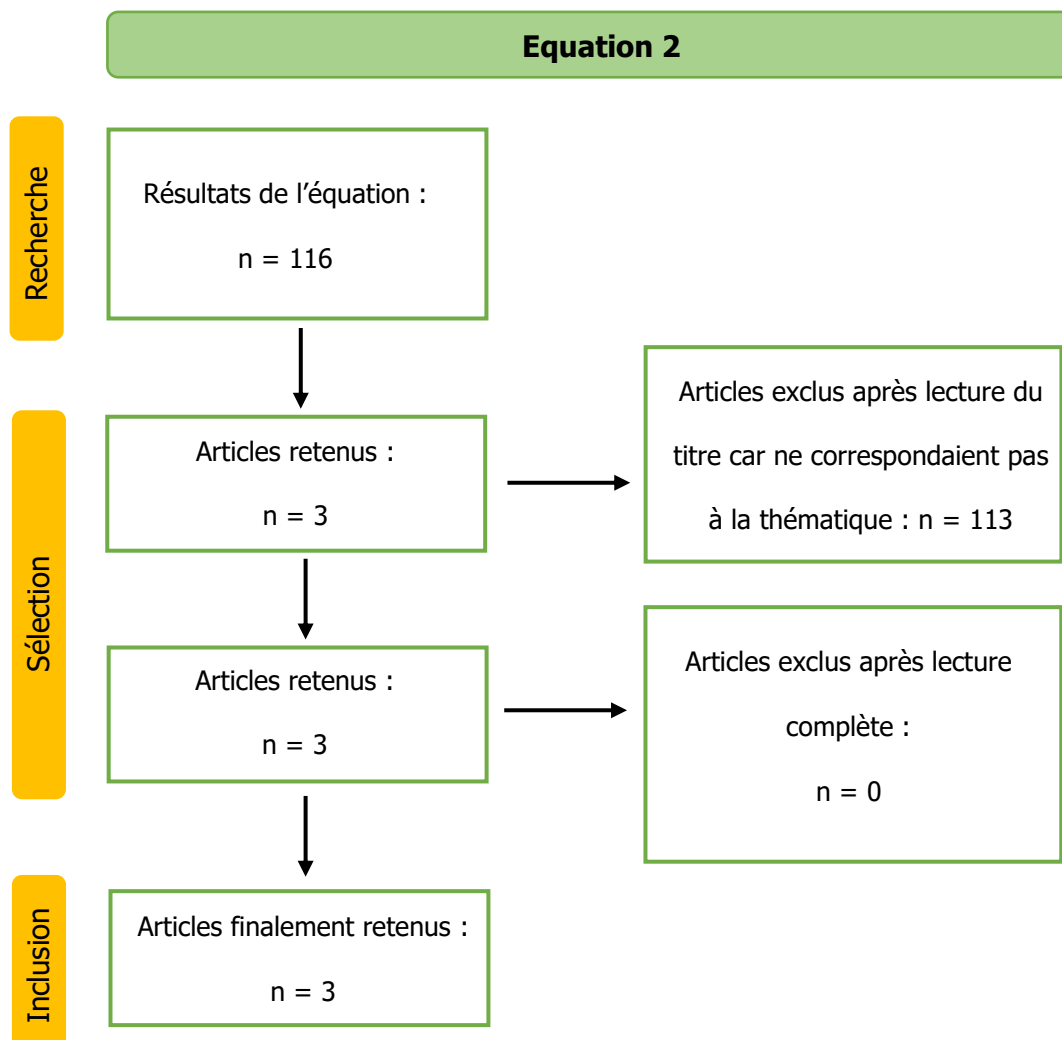 Equation 2
Recherche
Résultats de l’équation :
n = 116
Sélection
Articles retenus :
n = 3
Articles exclus après lecture du
titre car ne correspondaient pas
à la thématique : n = 113
Articles retenus :
n = 3
Articles exclus après lecture
complète :
n = 0
Inclusion
Articles finalement retenus :
n = 3